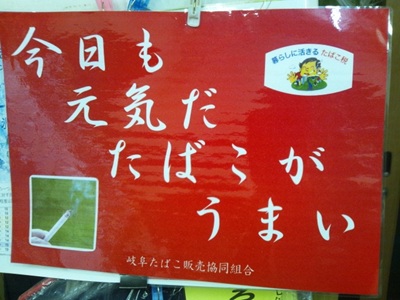 今日も
元気だ
たばこが
うまい
暮らしに活きる たばこ税
岐阜たばこ販売協同組合